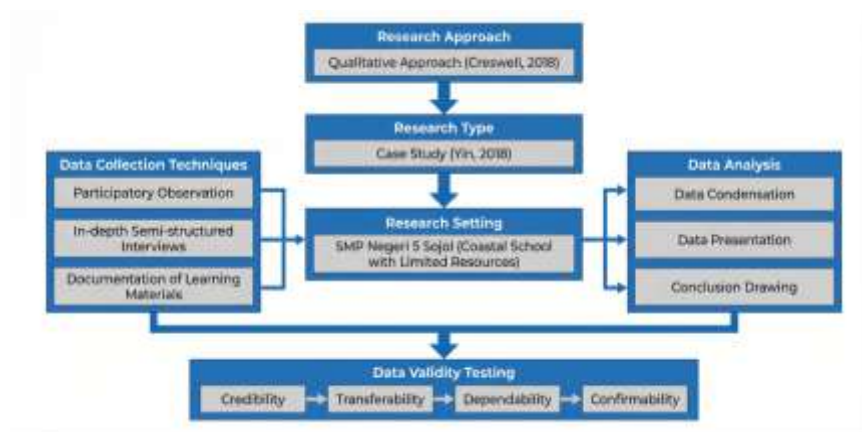 Research Approach
Qualitative Approach (Creswell, 2018)
Research Type
Case Study (Yin, 2018)
Data Collection Techniques
Participatory Observation
In-depth Semi-structured
Interviews
Documentation of Learning
Materials
Research Setting
SMP Negeri 5 Sojol (Coastal School
with Limited Resources)
Data Analysis
Data Condensation
Data Presentation
Conclusion Drawing
Data Validity Testing
Credibility
Transferability
Dependability
Confirmability